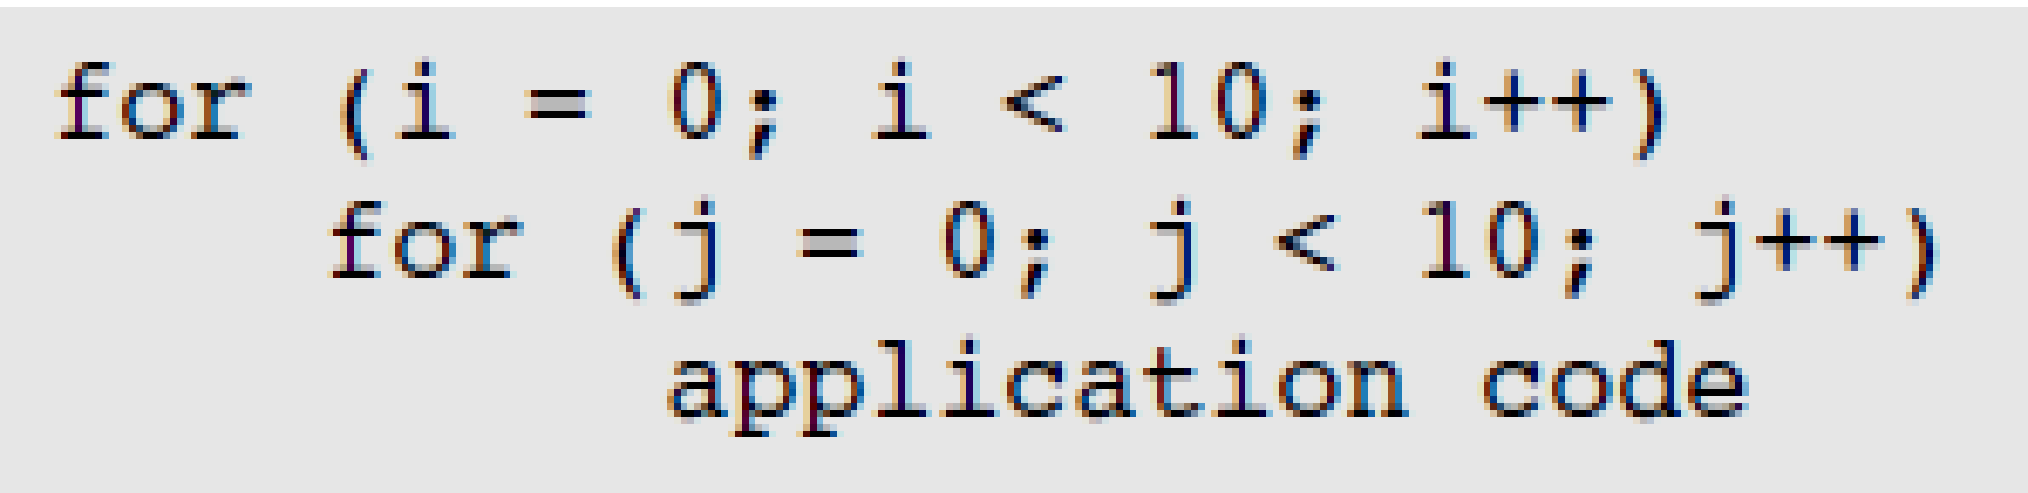 for (i = 0; i < 10; i++)
for (j = 0; j < 10; j++)
application code